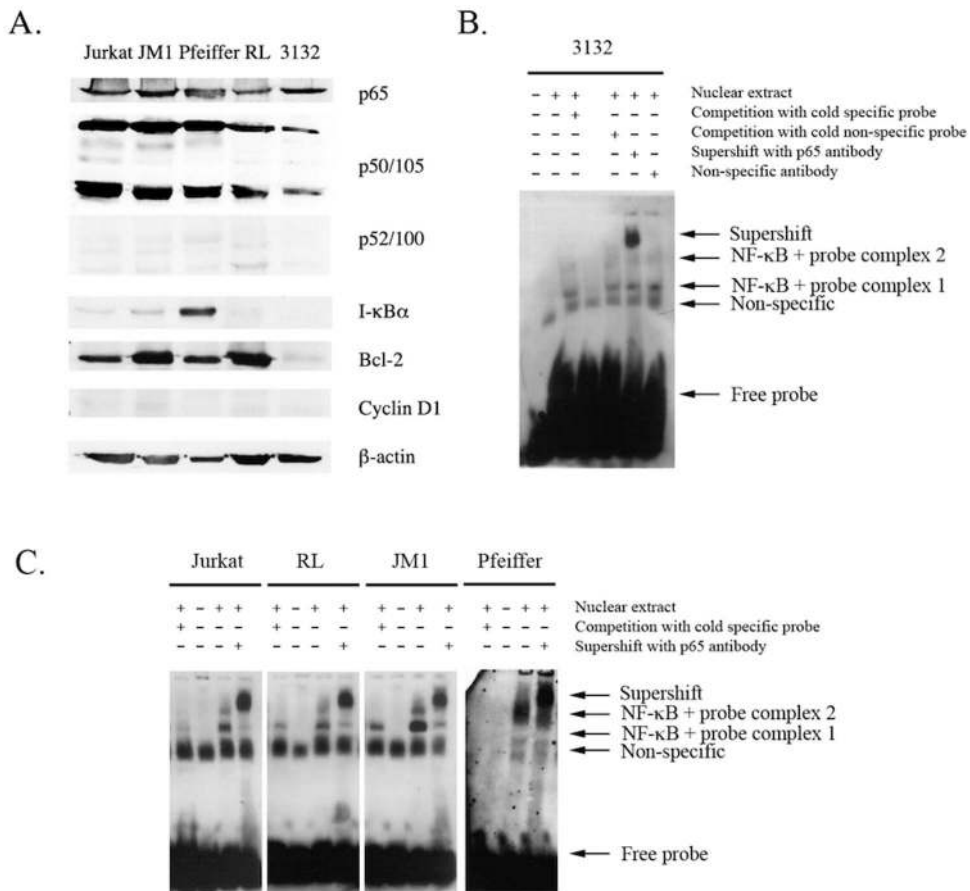 A.
Jurkat JM1 Pfeiffer RL 3132
p65
p50/105
p52/100
I-κBα
Bcl-2
Cyclin D1
β-actin
B.
3132
- + + + + + Nuclear extract
- - + - - - Competition with cold specific probe
- - - + - - Competition with cold non-specific probe
- - - - + - Supershift with p65 antibody
- - - - - + Non-specific antibody
Supershift
NF-κB + probe complex 2
NF-κB + probe complex 1
Non-specific
Free probe
C.
Jurkat RL JM1 Pfeiffer
+ - + + + - + + + - + + + - + + Nuclear extract
+ - - - + - - - + - - - + - - - Competition with cold specific probe
- - - + - - - + - - - + - - - + Supershift with p65 antibody
Supershift
NF-κB + probe complex 2
NF-κB + probe complex 1
Non-specific
Free probe